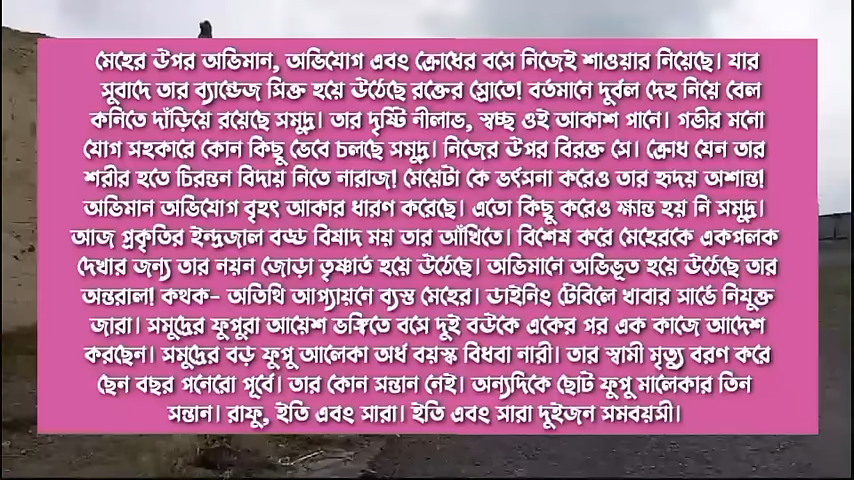 মেহের উপর অভিমান, অভিযোগ এবং ক্রোধের বসে নিজেই শাওয়ার নিয়েছে। যার
সুবাদে তার ব্যান্ডেজ সিক্ত হয়ে উঠেছে রক্তের স্রোতে! বর্তমানে দুর্বল দেহ নিয়ে বেল
কনিতে দাঁড়িয়ে রয়েছে সমুদ্র। তার দৃষ্টি নীলাভ, স্বচ্ছ ওই আকাশ পানে। গভীর মনো
যোগ সহকারে কোন কিছু ভেবে চলছে সমুদ্র। নিজের উপর বিরক্ত সে। ক্রোধ যেন তার
শরীর হতে চিরন্তন বিদায় নিতে নারাজ! মেয়েটা কে ভর্ৎসনা করেও তার হৃদয় অশান্ত!
অভিমান অভিযোগ বৃহৎ আকার ধারণ করেছে। এতো কিছু করেও ক্ষান্ত হয় নি সমুদ্র।
আজ প্রকৃতির ইন্দ্রজাল বড্ড বিষাদ ময় তার আঁখিতে। বিশেষ করে মেহেরকে একপলক
দেখার জন্য তার নয়ন জোড়া তৃষ্ণার্ত হয়ে উঠেছে। অভিমানে অভিভূত হয়ে উঠেছে তার
অন্তরালা! কথক- অতিথি আপ্যায়নে ব্যস্ত মেহের। ডাইনিং টেবিলে খাবার সার্ভে নিযুক্ত
জারা। সমুদ্রের ফুপুরা আয়েশ ভঙ্গিতে বসে দুই বউকে একের পর এক কাজে আদেশ
করছেন। সমুদ্রের বড় ফুপু আলেকা অর্ধ বয়স্ক বিধবা নারী। তার স্বামী মৃত্যু বরণ করে
ছেন বছর পনেরো পূর্বে। তার কোন সন্তান নেই। অন্যদিকে ছোট ফুপু মালেকার তিন
সন্তান। রাফু, ইতি এবং সারা। ইতি এবং সারা দুইজন সমবয়সী।